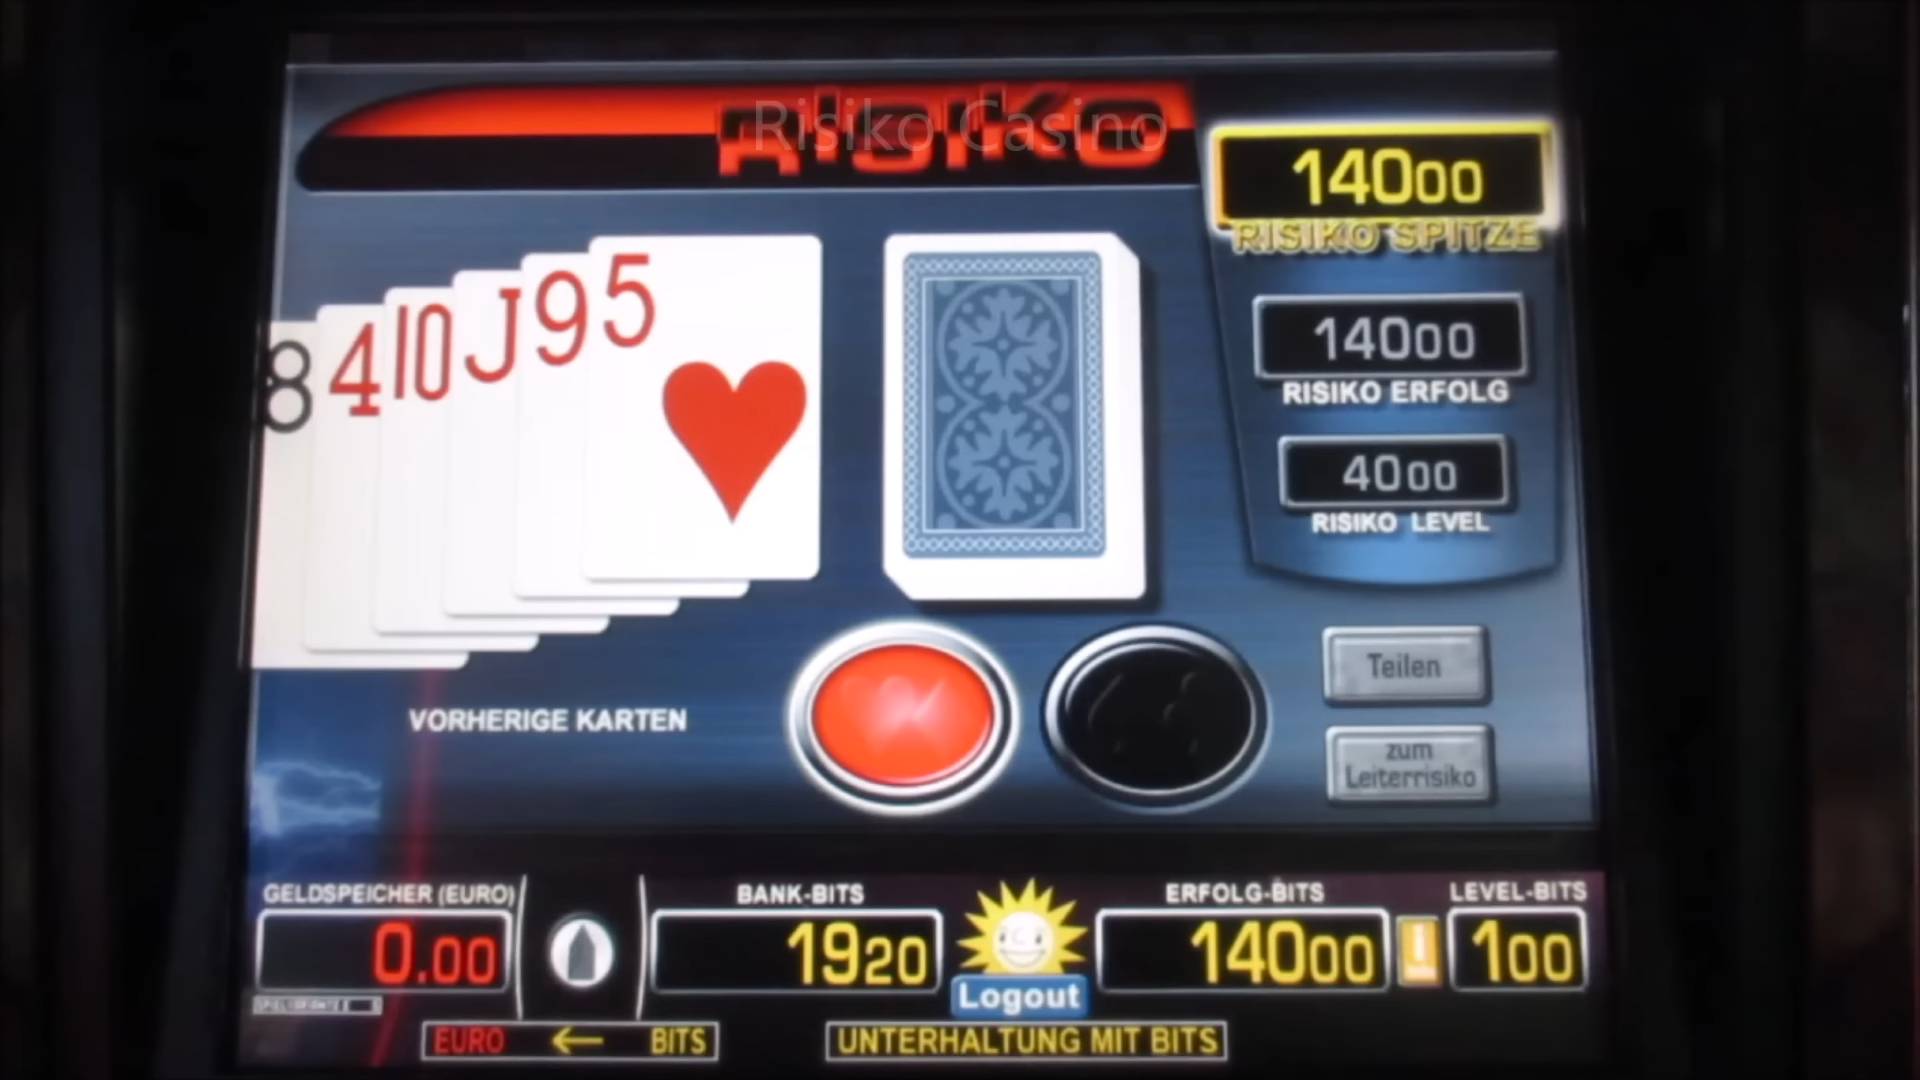 RISIKO
Risiko Casino
14000
RISIKO SPITZE
8 4 10 J 9 5
14000
RISIKO ERFOLG
4000
RISIKO LEVEL
Teilen
VORHERIGE KARTEN
zum
Leiterrisiko
GELDSPEICHER (EURO)
BANK-BITS
ERFOLG-BITS
LEVEL-BITS
0.00
1920
14000
100
Logout
EURO ← BITS
UNTERHALTUNG MIT BITS